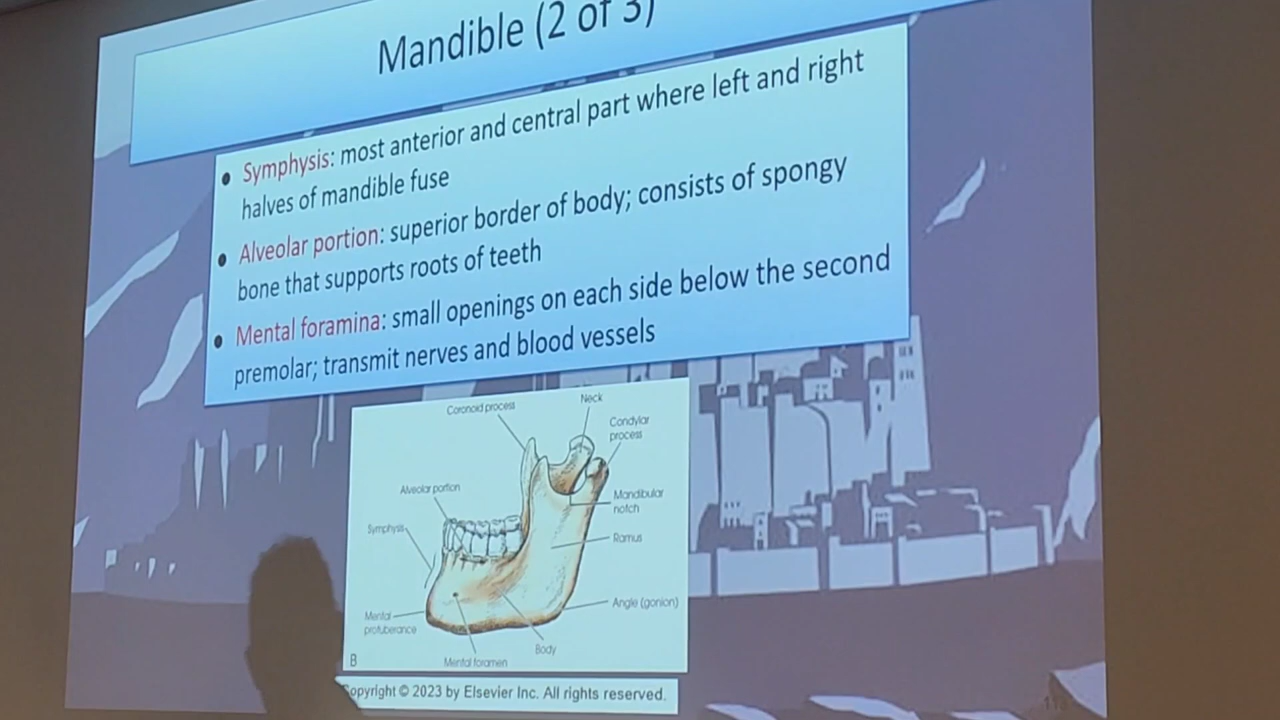 Mandible (2 of 3)
• Symphysis: most anterior and central part where left and right
halves of mandible fuse
• Alveolar portion: superior border of body; consists of spongy
bone that supports roots of teeth
• Mental foramina: small openings on each side below the second
premolar; transmit nerves and blood vessels
Coronoid process
Neck
Condylar
process
Alveolar portion
Mandibular
notch
Symphysis
Ramus
Angle (gonion)
Mental
protuberance
Body
Mental foramen
B
Copyright © 2023 by Elsevier Inc. All rights reserved.